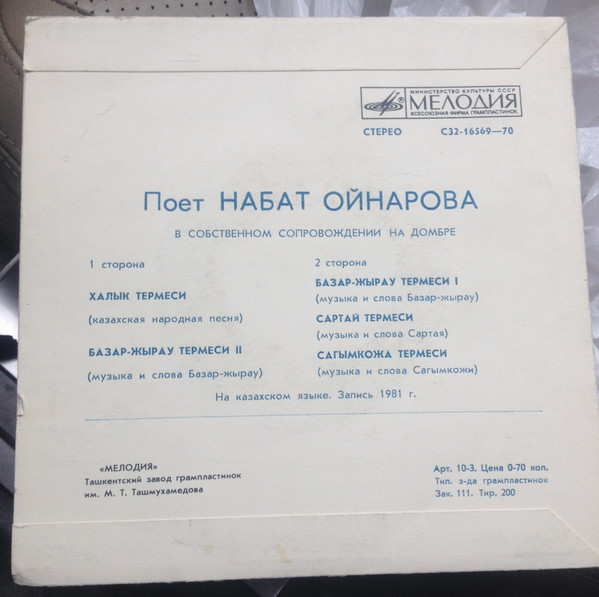 МИНИСТЕРСТВО КУЛЬТУРЫ СССР
МЕЛОДИЯ
ВСЕСОЮЗНАЯ ФИРМА ГРАМПЛАСТИНОК
СТЕРЕО С32-16569—70
Поет НАБАТ ОЙНАРОВА
В СОБСТВЕННОМ СОПРОВОЖДЕНИИ НА ДОМБРЕ
1 сторона
ХАЛЫК ТЕРМЕСИ
(казахская народная песня)
БАЗАР-ЖЫРАУ ТЕРМЕСИ II
(музыка и слова Базар-жырау)
2 сторона
БАЗАР-ЖЫРАУ ТЕРМЕСИ I
(музыка и слова Базар-жырау)
САРТАЙ ТЕРМЕСИ
(музыка и слова Сартая)
САГЫМКОЖА ТЕРМЕСИ
(музыка и слова Сагымкожи)
На казахском языке. Запись 1981 г.
«МЕЛОДИЯ»
Ташкентский завод грампластинок
им. М. Т. Ташмухамедова
Арт. 10-3. Цена 0-70 коп.
Тип. з-да грампластинок
Зак. 111. Тир. 200